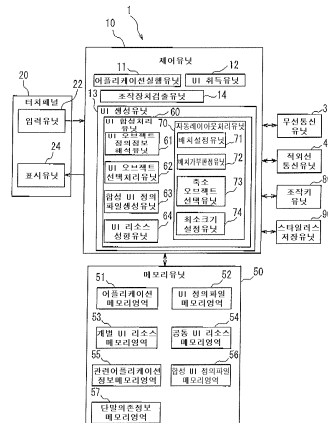 1
10
제어유닛
11
12
어플리케이션실행유닛
UI 취득유닛
13
조작장치검출유닛
14
20
터치패널
22
입력유닛
24
표시유닛
UI 생성유닛
60
UI 합성처리
유닛
70
자동레이아웃처리유닛
UI 오브젝트
정의정보
해석유닛
61
배치설정유닛
71
UI 오브젝트
선택처리유닛
62
배치가부판정유닛
72
합성 UI 정의
파일생성유닛
63
축소
오브젝트
선택유닛
73
UI 리소스
성형유닛
64
최소크기
설정유닛
74
무선통신
유닛
적외선
통신유닛
조작키
유닛
스타일러스
저장유닛
메모리유닛
50
51
어플리케이션
메모리영역
52
UI 정의파일
메모리영역
53
개별 UI 리소스
메모리영역
54
공통 UI 리소스
메모리영역
55
관련어플리케이션
정보메모리영역
56
합성 UI 정의파일
메모리영역
57
단말의존정보
메모리영역